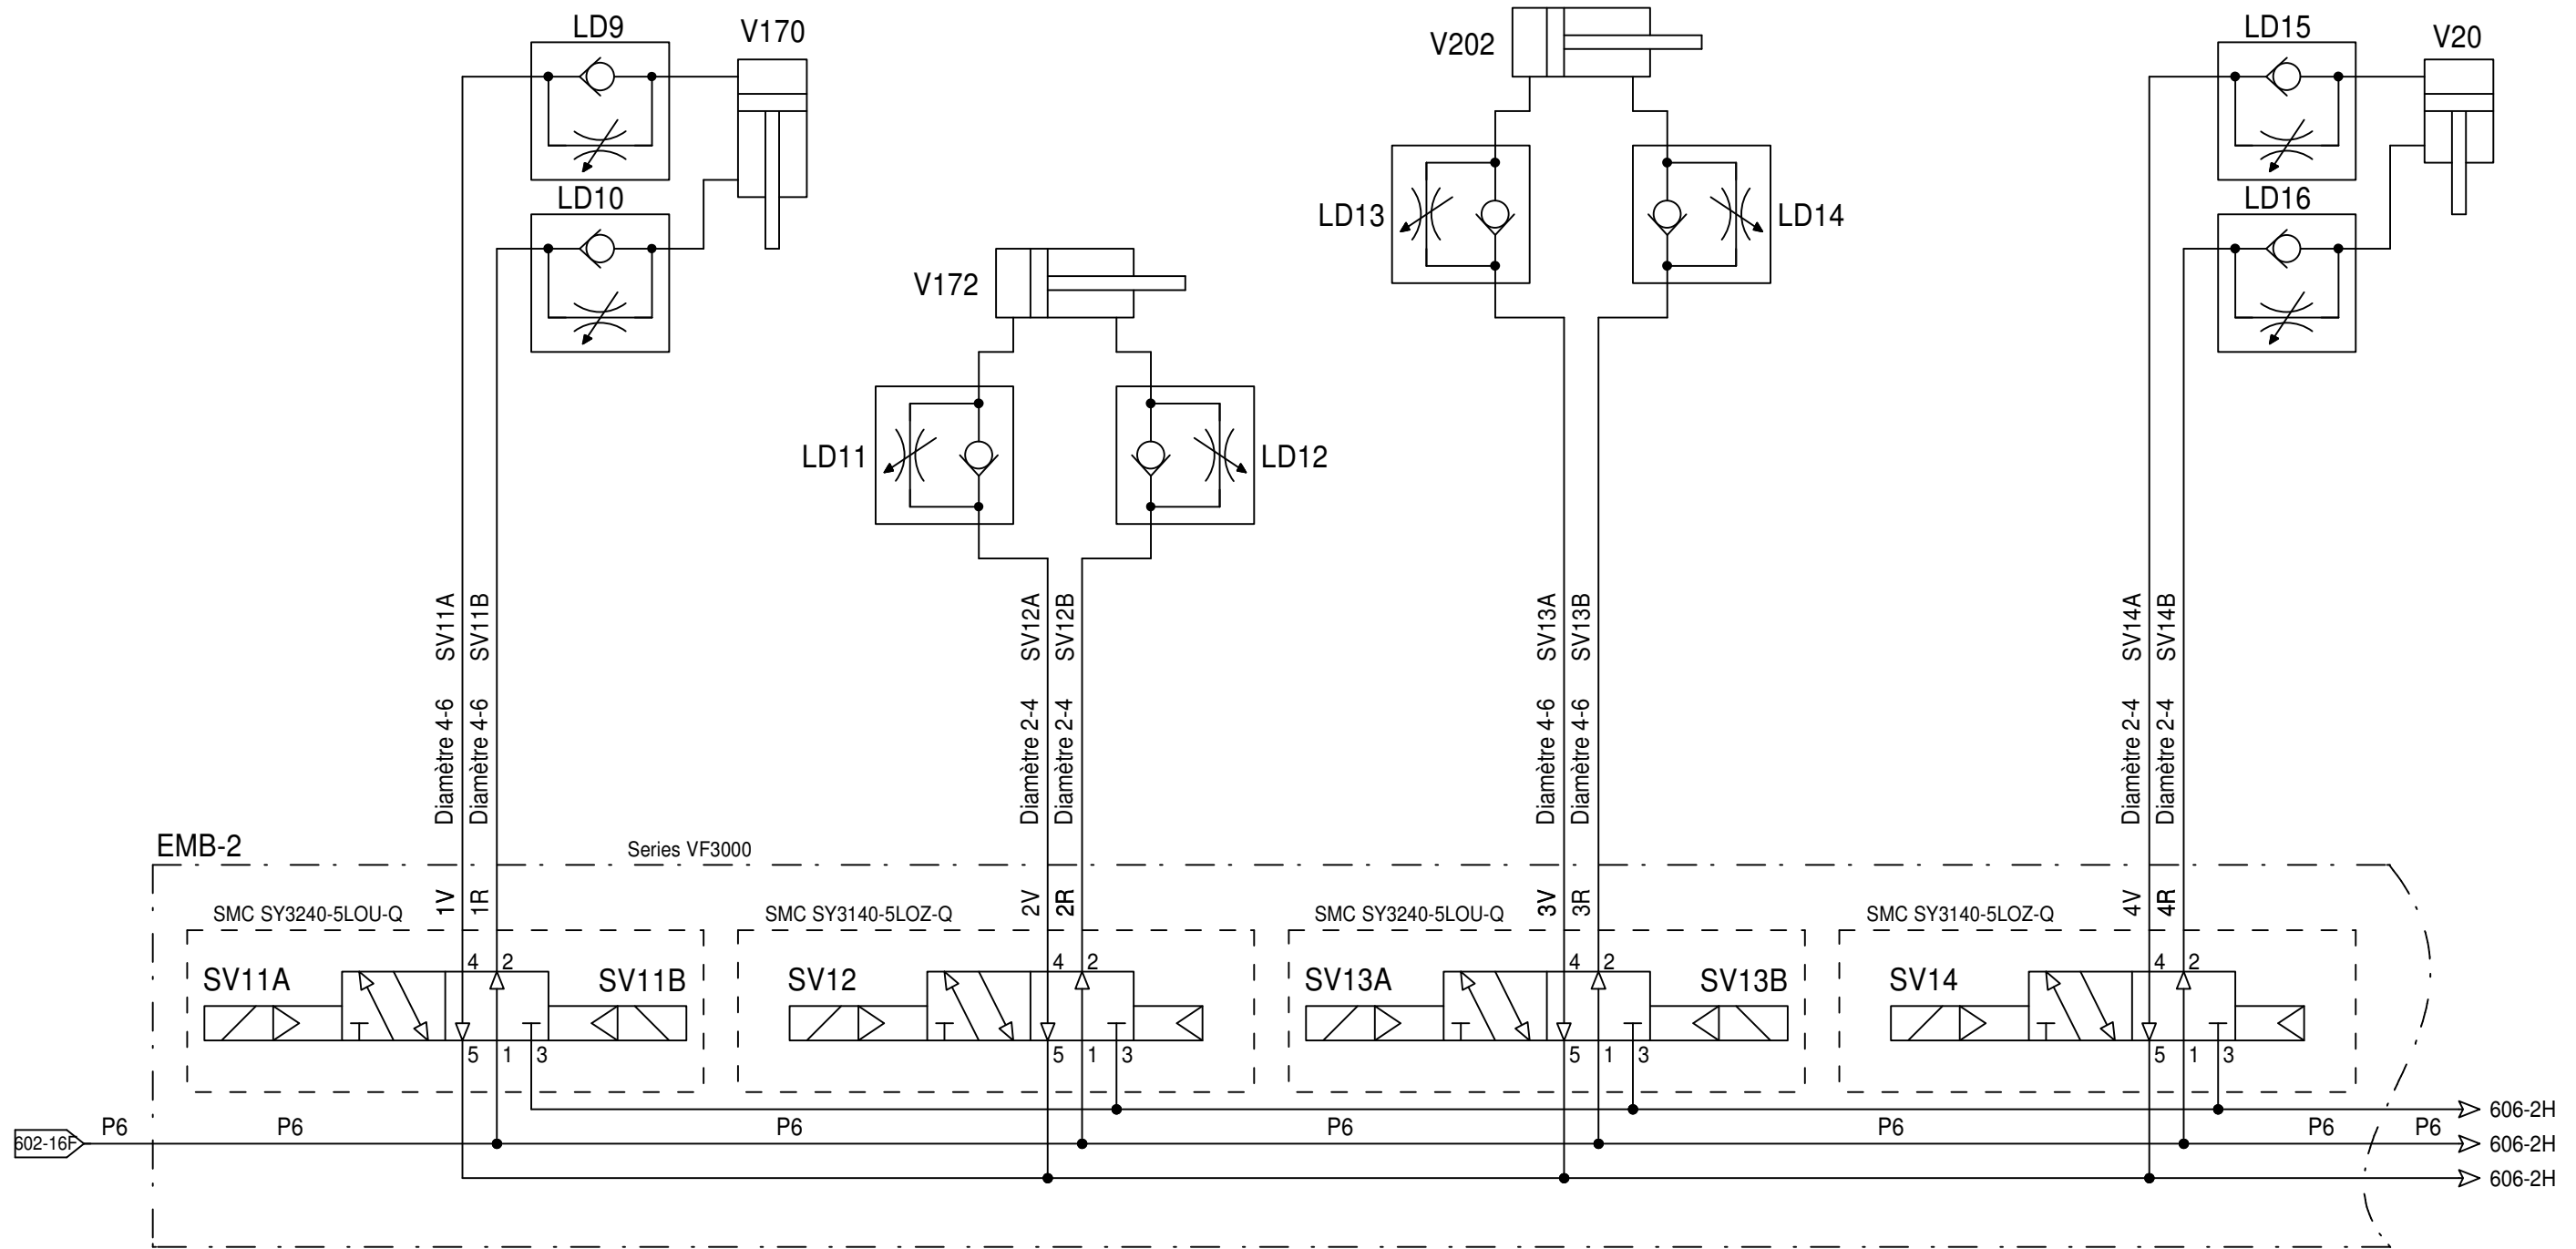 LD9
V170
LD10
V172
LD11
LD12
V202
LD13
LD14
LD15
V20
LD16
SV11A
SV11B
SV12A
SV12B
SV13A
SV13B
SV14A
SV14B
Diamètre 4-6
Diamètre 4-6
Diamètre 2-4
Diamètre 2-4
Diamètre 4-6
Diamètre 4-6
Diamètre 2-4
Diamètre 2-4
EMB-2
Series VF3000
1V
1R
2V
2R
3V
3R
4V
4R
SMC SY3240-5LOU-Q
SMC SY3140-5LOZ-Q
SMC SY3240-5LOU-Q
SMC SY3140-5LOZ-Q
4 2
4 2
4 2
4 2
SV11A
SV11B
SV12
SV13A
SV13B
SV14
5 1 3
5 1 3
5 1 3
5 1 3
602-16F
P6
P6
P6
P6
P6
P6
P6
606-2H
606-2H
606-2H